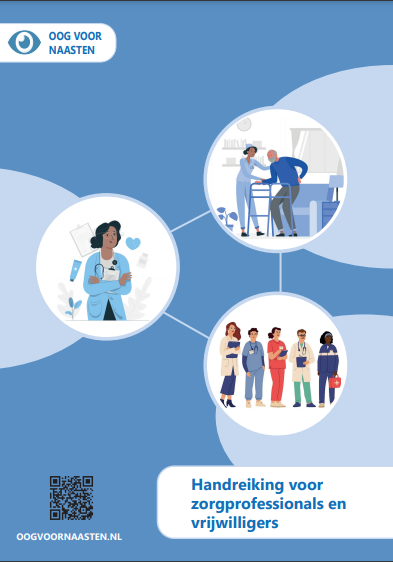 OOG VOOR
NAASTEN
Handreiking voor
zorgprofessionals en
vrijwilligers
OOGVOORNAASTEN.NL